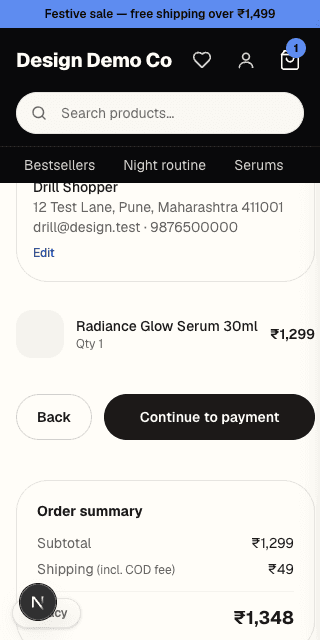 Festive sale — free shipping over ₹1,499
Design Demo Co
1
Search products...
Bestsellers Night routine Serums
Drill Shopper
12 Test Lane, Pune, Maharashtra 411001
drill@design.test · 9876500000
Edit
Radiance Glow Serum 30ml ₹1,299
Qty 1
Back Continue to payment
Order summary
Subtotal ₹1,299
Shipping (incl. COD fee) ₹49
N
₹1,348